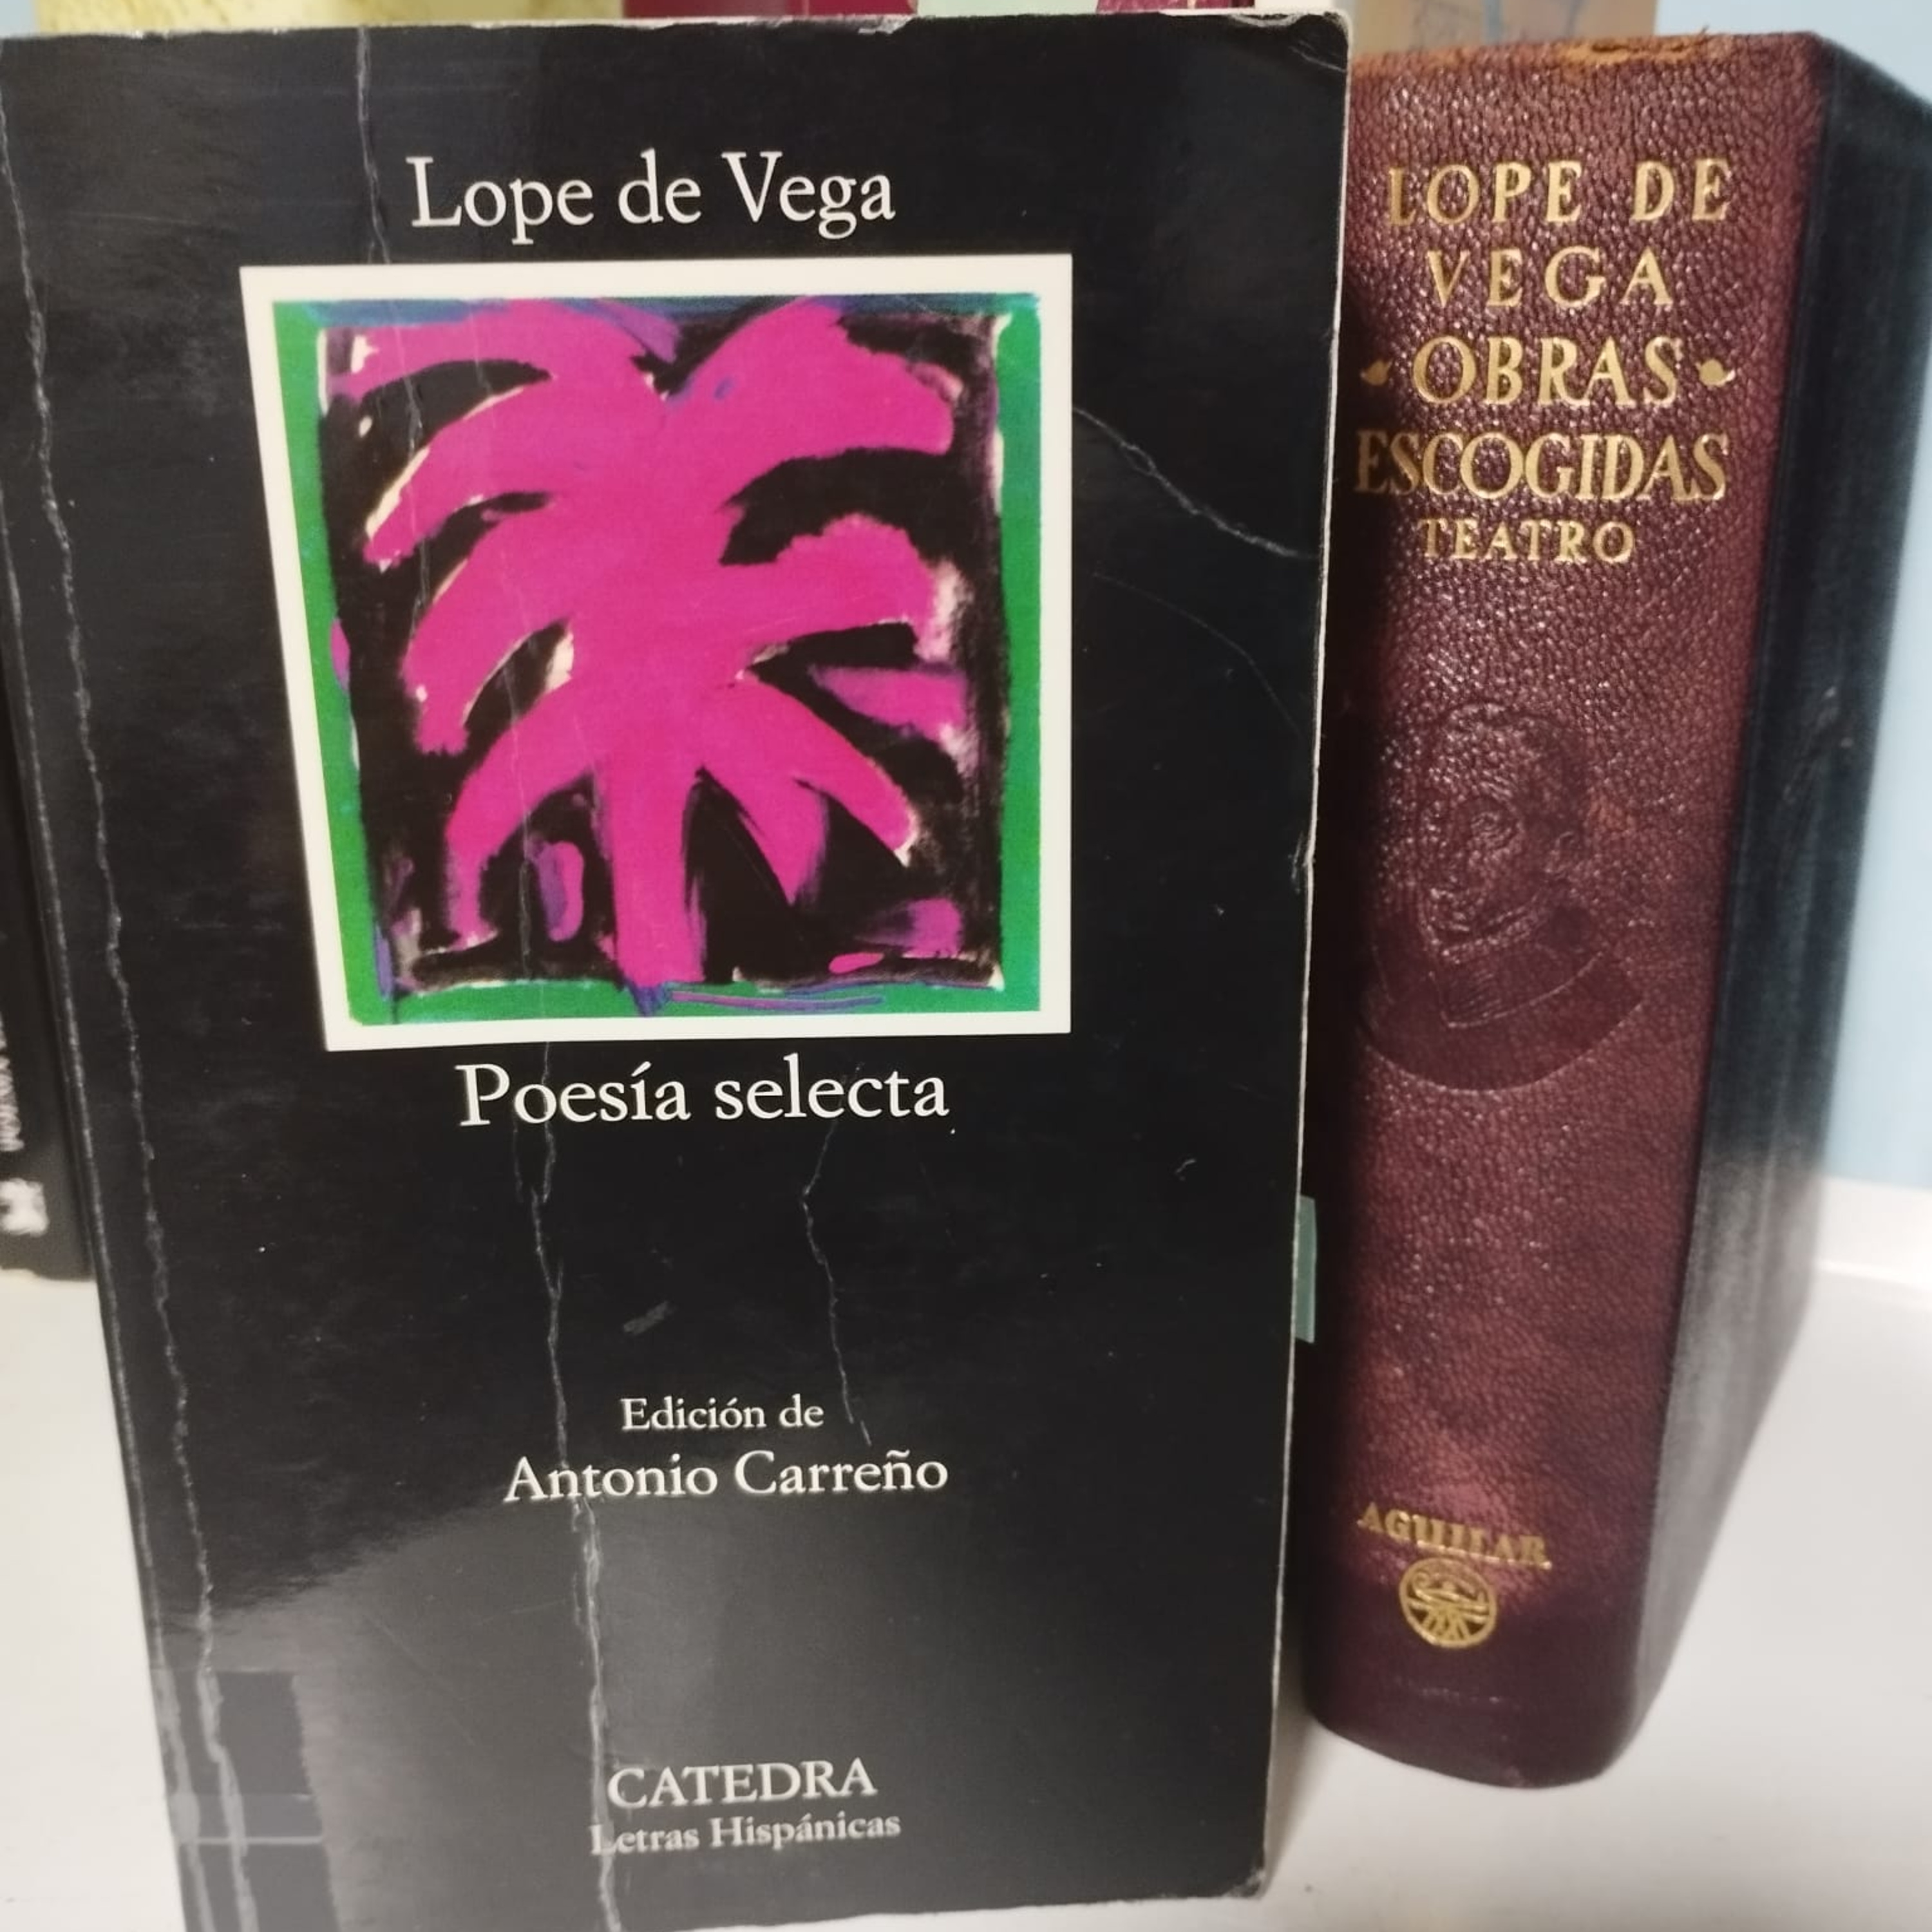 Lope de Vega
Poesía selecta
Edición de
Antonio Carreño
CATEDRA
Letras Hispánicas
LOPE DE
VEGA
OBRAS
ESCOGIDAS
TEATRO
AGUILAR